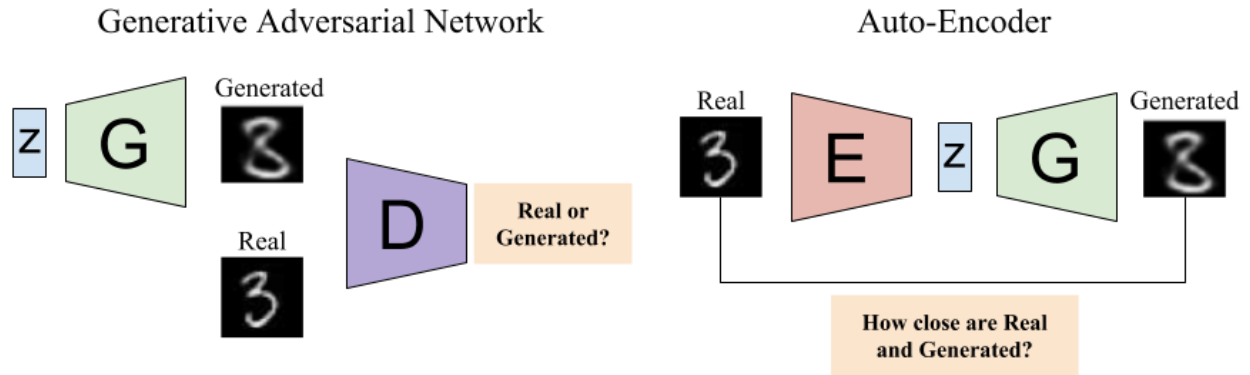 Generative Adversarial Network
Z
G
Generated
Real
D
Real or
Generated?
Auto-Encoder
Real
E
Z
G
Generated
How close are Real
and Generated?